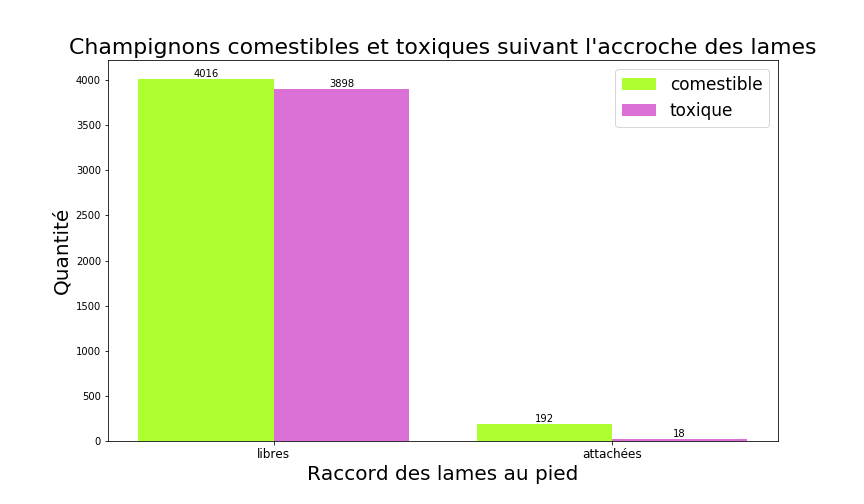 Champignons comestibles et toxiques suivant l'accroche des lames
4016
3898
comestible
toxique
4000
3500
3000
2500
2000
1500
1000
500
0
Quantité
192
18
libres
attachées
Raccord des lames au pied